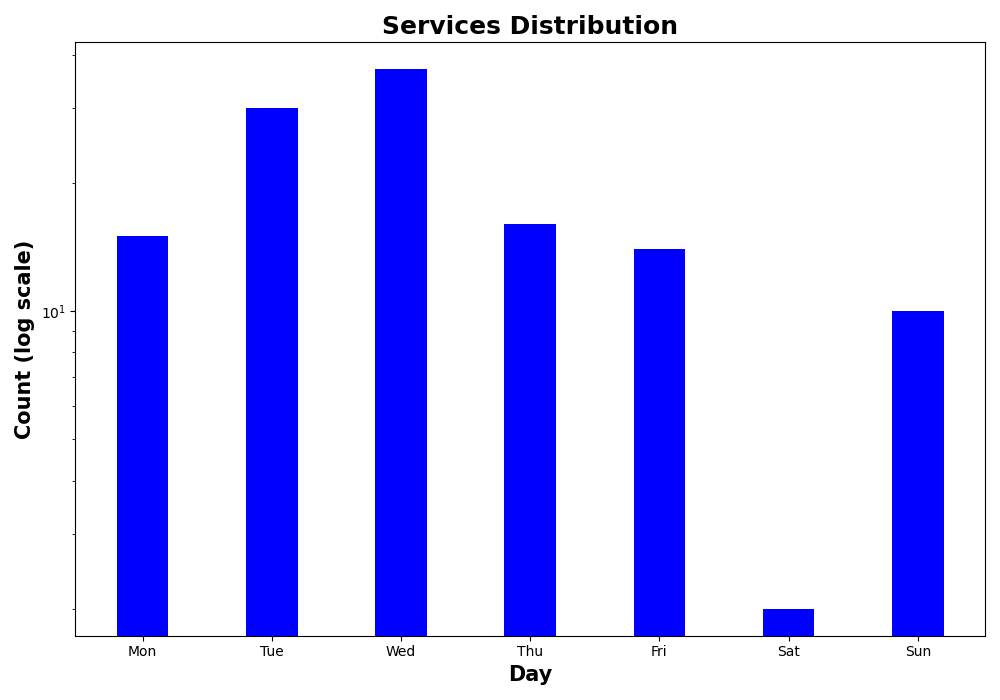 Services Distribution
Count (log scale)
10¹
Mon Tue Wed Thu Fri Sat Sun
Day